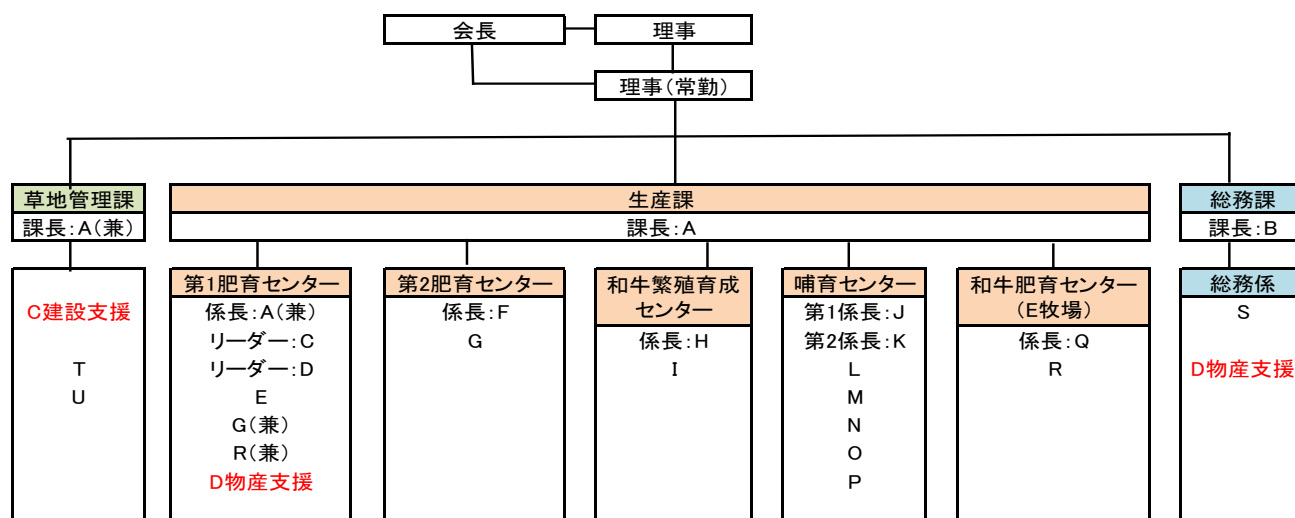 会長
理事
理事(常勤)
草地管理課
課長:A(兼)
C建設支援
T
U
生産課
課長:A
第1肥育センター
係長:A(兼)
リーダー:C
リーダー:D
E
G(兼)
R(兼)
D物産支援
第2肥育センター
係長:F
G
和牛繁殖育成
センター
係長:H
I
哺育センター
第1係長:J
第2係長:K
L
M
N
O
P
和牛肥育センター
(E牧場)
係長:Q
R
総務課
課長:B
総務係
S
D物産支援